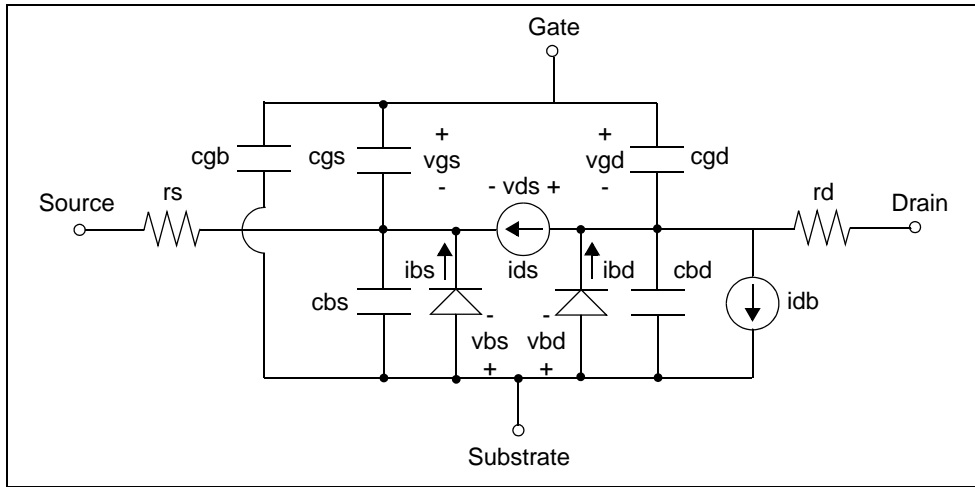 Gate
+
+
cgb
cgs
vgs
vgd
cgd
-
-
rs
- vds +
rd
Source
Drain
ibs
ids
ibd
cbd
cbs
idb
-
-
vbs
vbd
+
+
Substrate